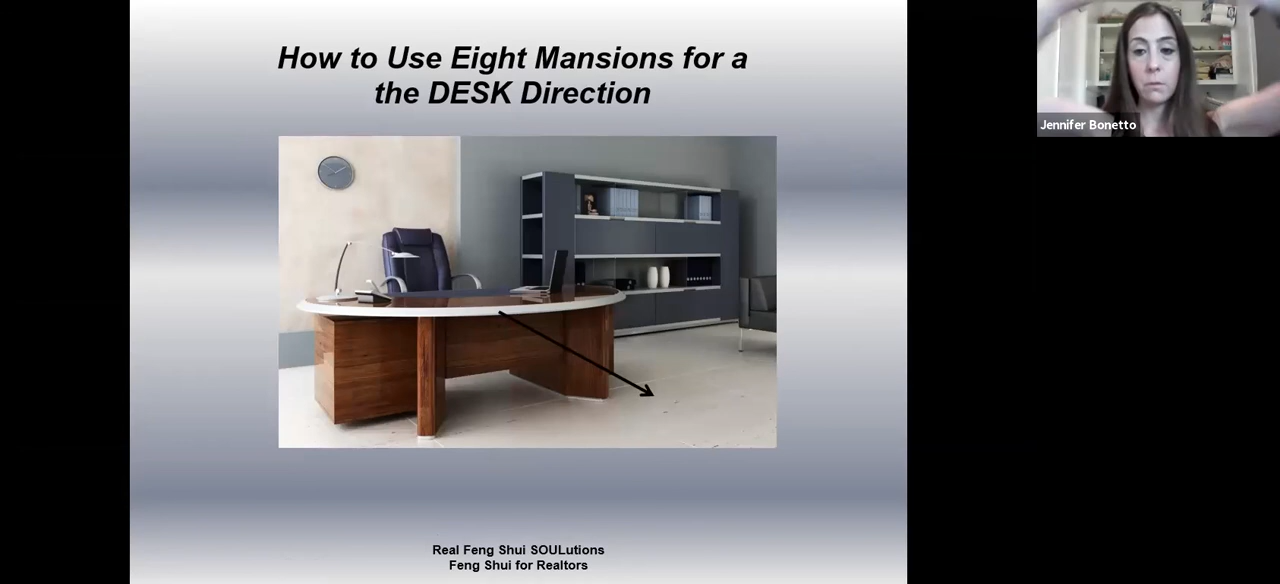 How to Use Eight Mansions for a
the DESK Direction
Jennifer Bonetto
Real Feng Shui SOULutions
Feng Shui for Realtors